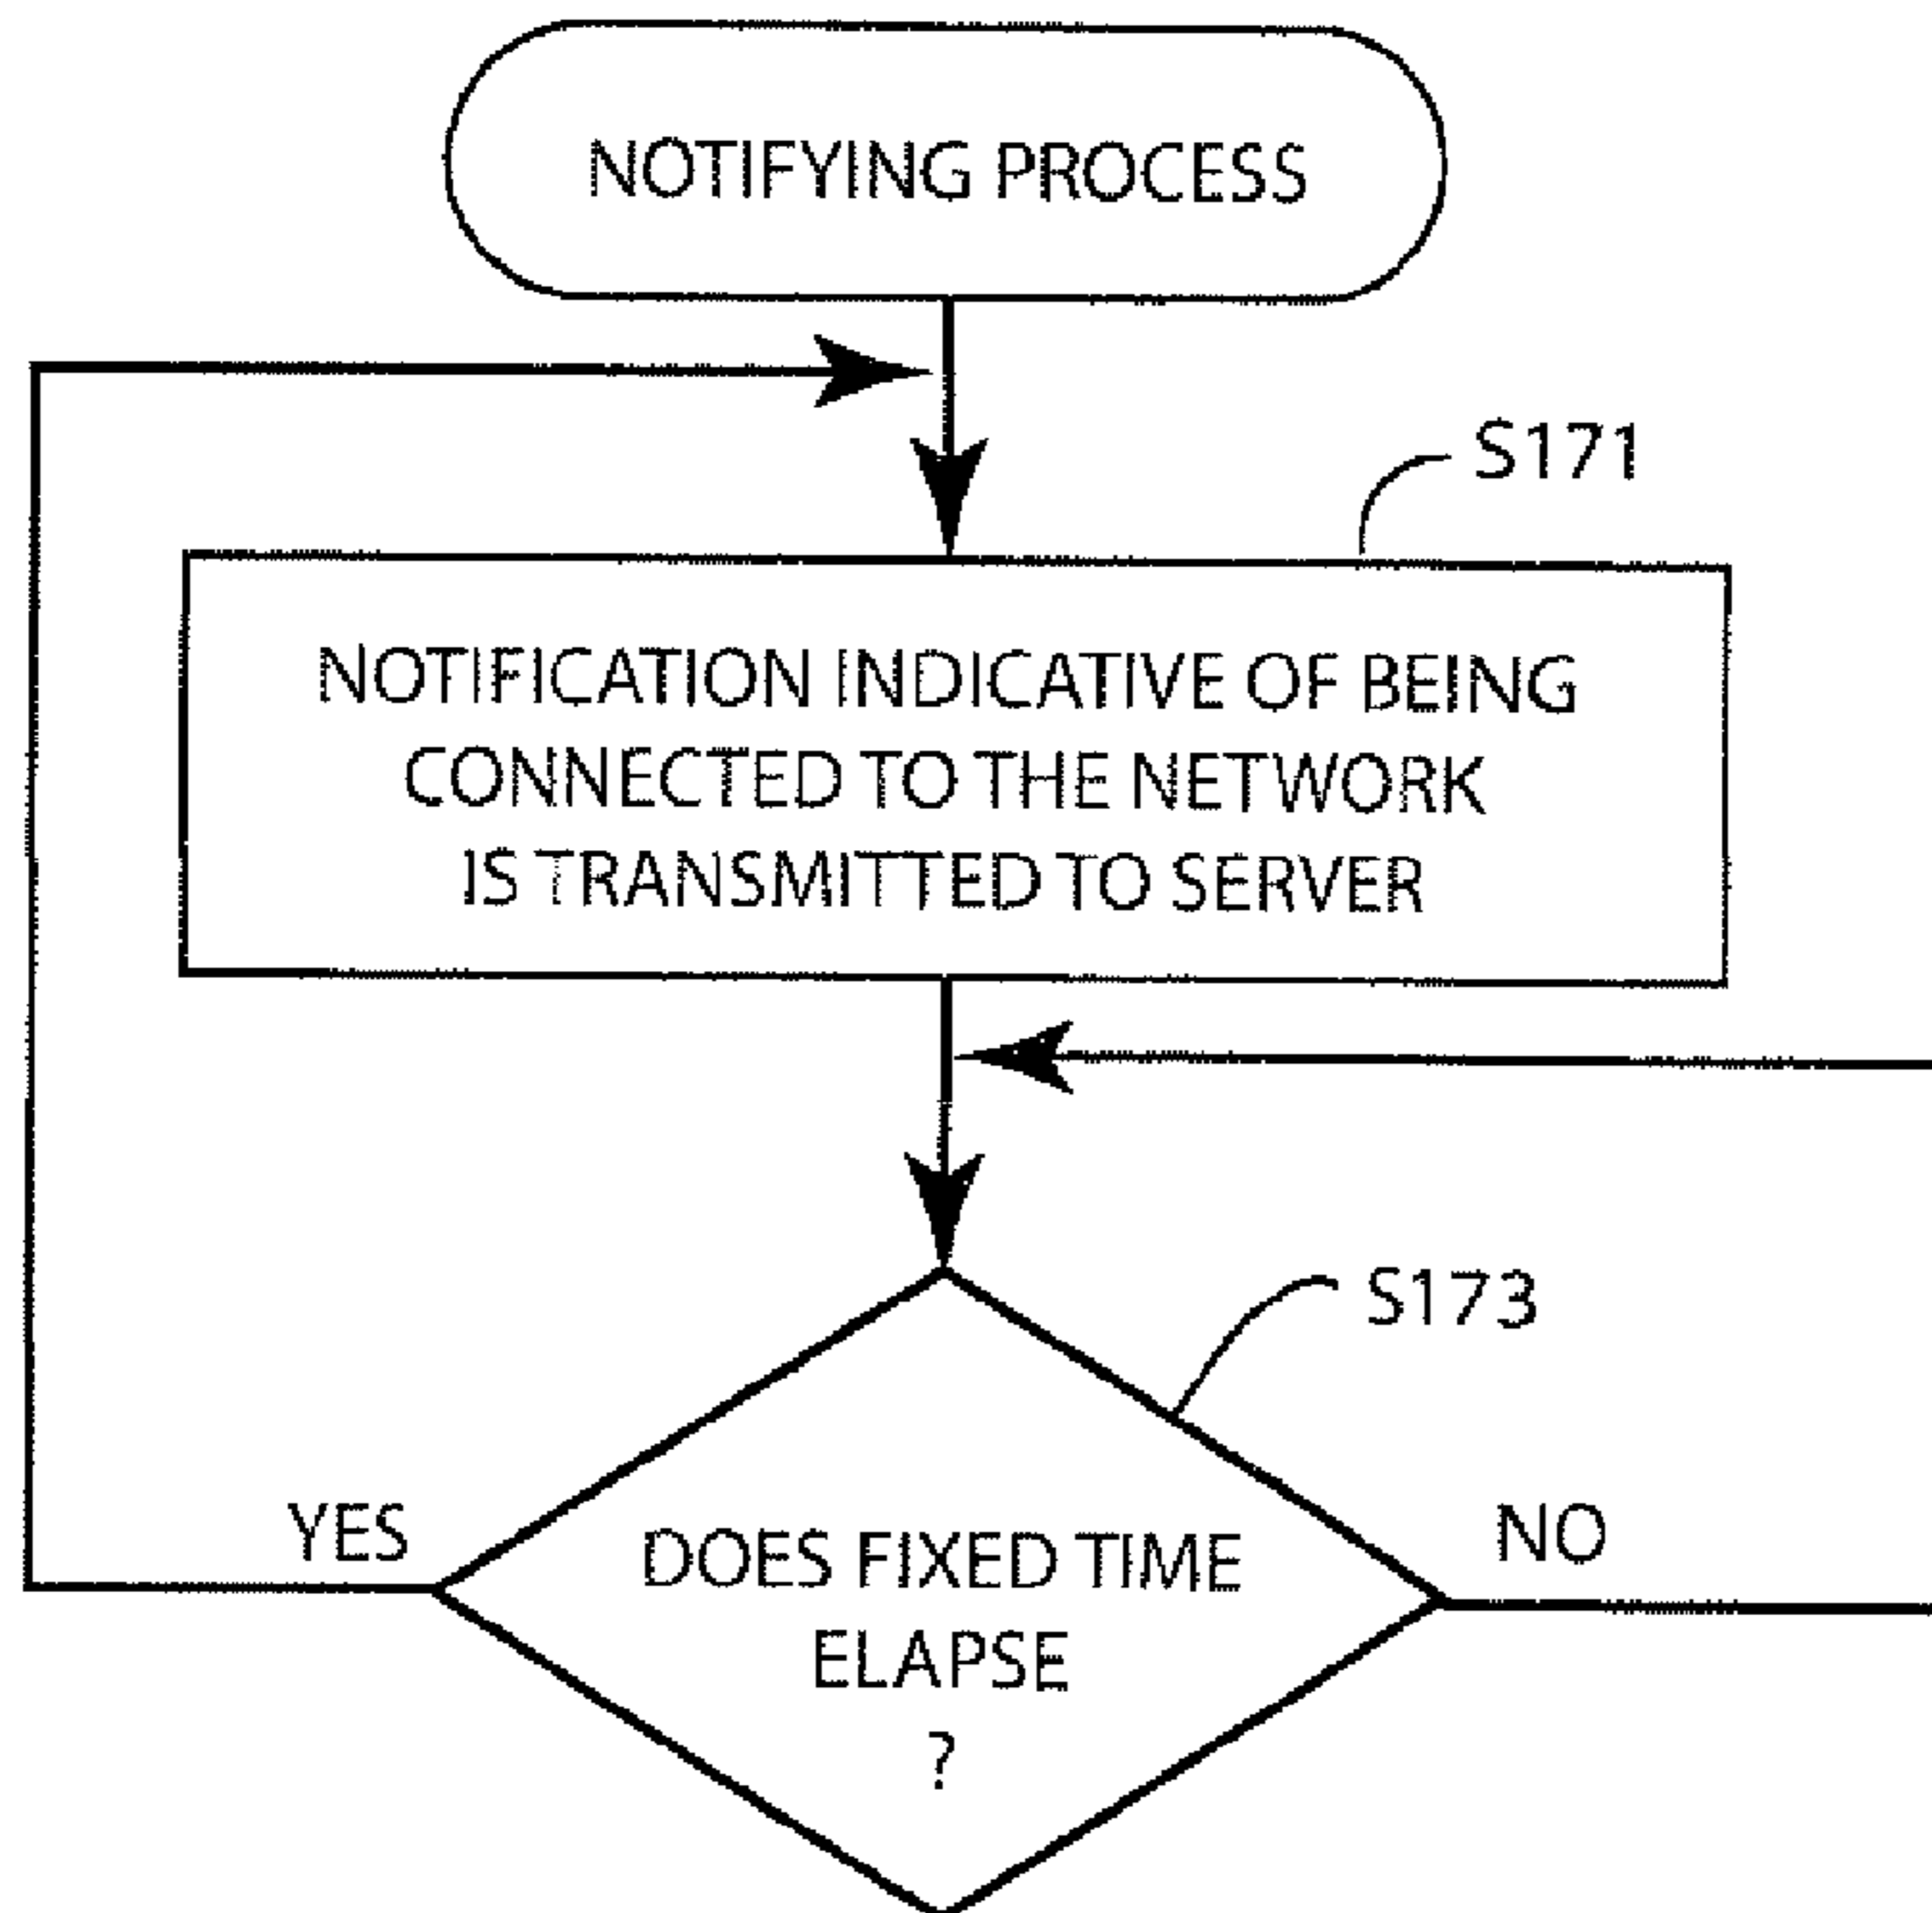 NOTIFYING PROCESS
S171
NOTIFICATION INDICATIVE OF BEING
CONNECTED TO THE NETWORK
IS TRANSMITTED TO SERVER
S173
YES
NO
DOES FIXED TIME
ELAPSE
?